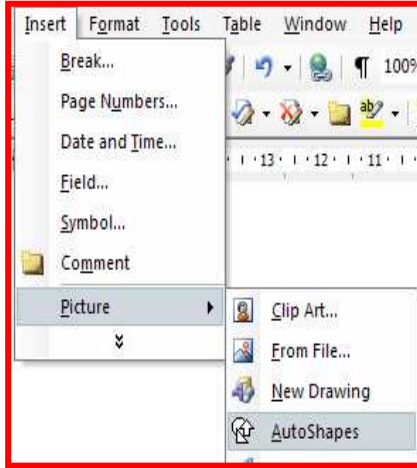 Insert Format Tools Table Window Help
Break...
¶ 100%
Page Numbers...
ab
Date and Time...
13 12 11
Field...
Symbol...
Comment
Picture
Clip Art...
From File...
New Drawing
AutoShapes